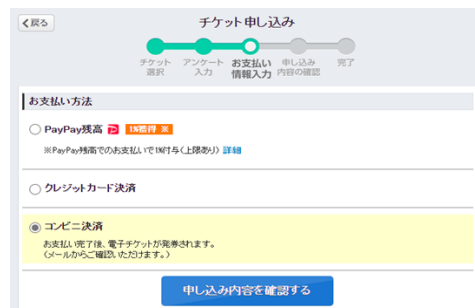 戻る
チケット申し込み
チケット選択
アンケート入力
お支払い情報入力
申し込み内容の確認
完了
お支払い方法
PayPay残高 1%獲得 ※
※PayPay残高でのお支払いで1%付与(上限あり) 詳細
クレジットカード決済
コンビニ決済
お支払い完了後、電子チケットが発券されます。
(メールからご確認いただけます。)
申し込み内容を確認する